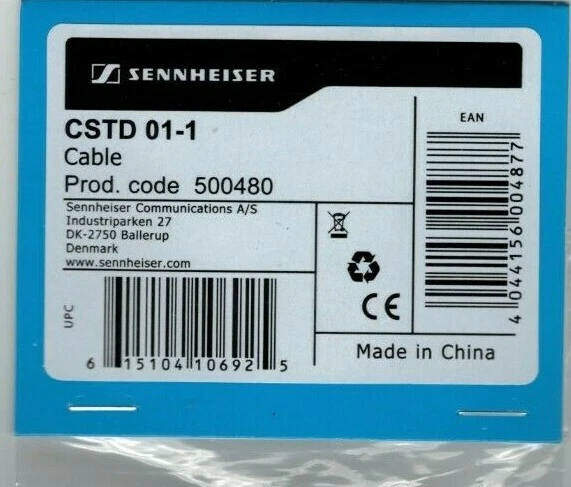 SENNHEISER
CSTD 01-1
Cable
Prod. code 500480
Sennheiser Communications A/S
Industriparken 27
DK-2750 Ballerup
Denmark
www.sennheiser.com
UPC
6 15104 10692 5
CE
EAN
4 044156 004877
Made in China